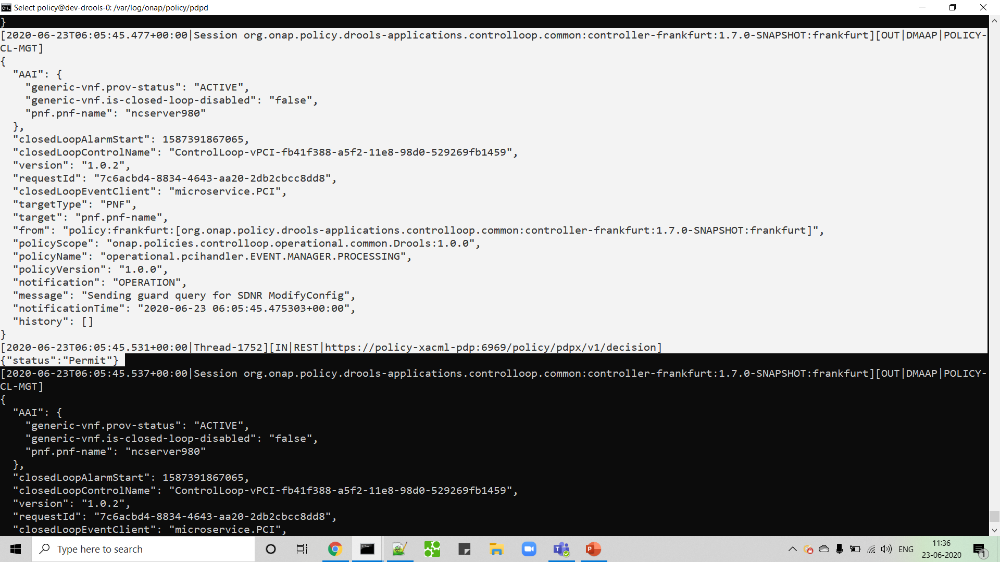 Select policy@dev-drools-0: /var/log/onap/policy/pdpd
}
[2020-06-23T06:05:45.477+00:00|Session org.onap.policy.drools-applications.controlloop.common:controller-frankfurt:1.7.0-SNAPSHOT:frankfurt][OUT|DMAAP|POLICY-
CL-MGT]
{
  "AAI": {
    "generic-vnf.prov-status": "ACTIVE",
    "generic-vnf.is-closed-loop-disabled": "false",
    "pnf.pnf-name": "ncserver980"
  },
  "closedLoopAlarmStart": 1587391867065,
  "closedLoopControlName": "ControlLoop-vPCI-fb41f388-a5f2-11e8-98d0-529269fb1459",
  "version": "1.0.2",
  "requestId": "7c6acbd4-8834-4643-aa20-2db2cbcc8dd8",
  "closedLoopEventClient": "microservice.PCI",
  "targetType": "PNF",
  "target": "pnf.pnf-name",
  "from": "policy:frankfurt:[org.onap.policy.drools-applications.controlloop.common:controller-frankfurt:1.7.0-SNAPSHOT:frankfurt]",
  "policyScope": "onap.policies.controlloop.operational.common.Drools:1.0.0",
  "policyName": "operational.pcihandler.EVENT.MANAGER.PROCESSING",
  "policyVersion": "1.0.0",
  "notification": "OPERATION",
  "message": "Sending guard query for SDNR ModifyConfig",
  "notificationTime": "2020-06-23 06:05:45.475303+00:00",
  "history": []
}
[2020-06-23T06:05:45.531+00:00|Thread-1752][IN|REST|https://policy-xacml-pdp:6969/policy/pdpx/v1/decision]
{"status":"Permit"}
[2020-06-23T06:05:45.537+00:00|Session org.onap.policy.drools-applications.controlloop.common:controller-frankfurt:1.7.0-SNAPSHOT:frankfurt][OUT|DMAAP|POLICY-
CL-MGT]
{
  "AAI": {
    "generic-vnf.prov-status": "ACTIVE",
    "generic-vnf.is-closed-loop-disabled": "false",
    "pnf.pnf-name": "ncserver980"
  },
  "closedLoopAlarmStart": 1587391867065,
  "closedLoopControlName": "ControlLoop-vPCI-fb41f388-a5f2-11e8-98d0-529269fb1459",
  "version": "1.0.2",
  "requestId": "7c6acbd4-8834-4643-aa20-2db2cbcc8dd8",
  "closedLoopEventClient": "microservice.PCI",
Type here to search
ENG
11:36
23-06-2020
1